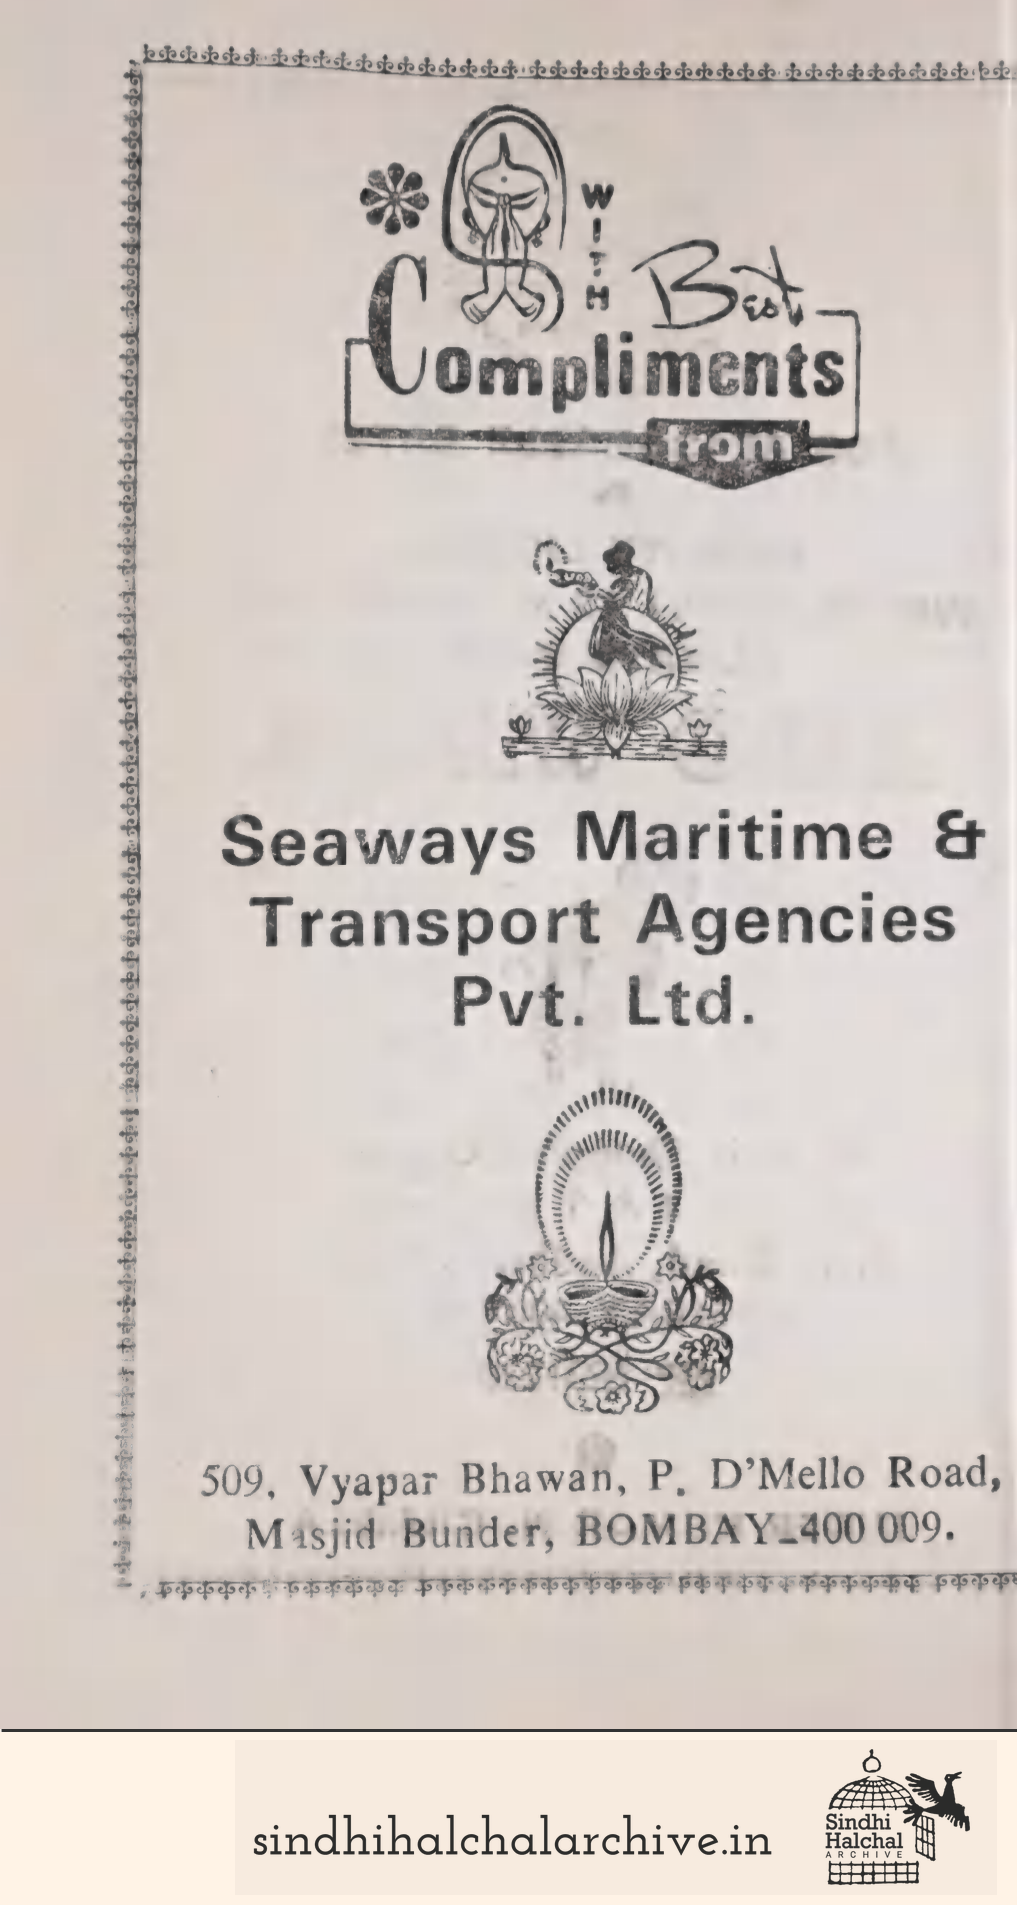 WITH Best
Compliments
from
Seaways Maritime &
Transport Agencies
Pvt. Ltd.
509, Vyapar Bhawan, P. D'Mello Road,
Masjid Bunder, BOMBAY-400 009.
sindhihalchalarchive.in
Sindhi
Halchal
ARCHIVE